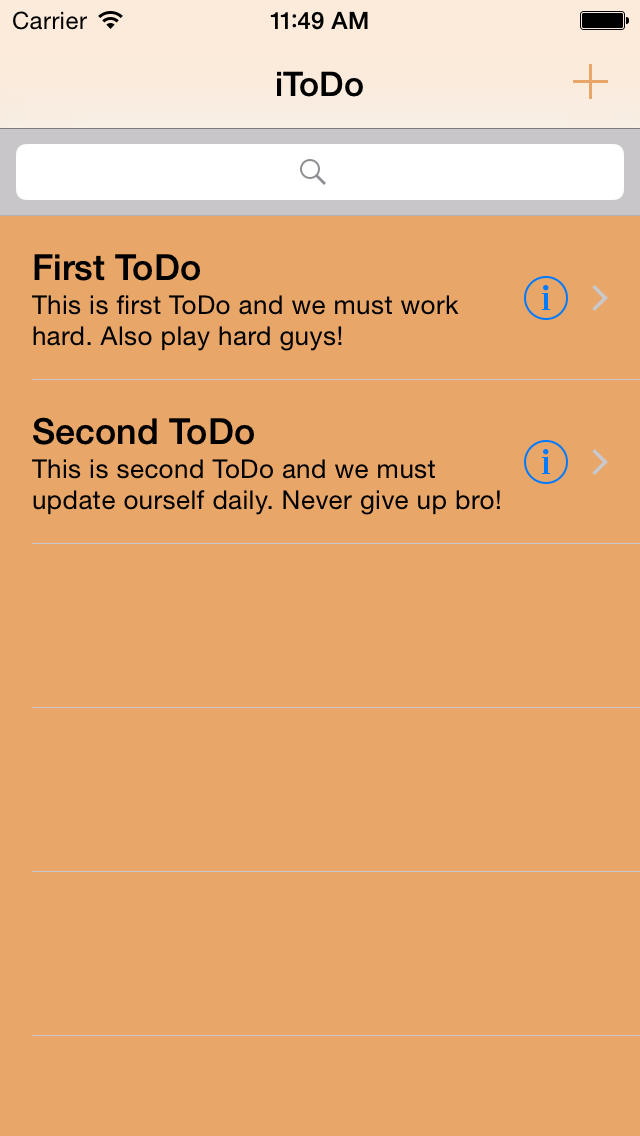 Carrier 11:49 AM
iToDo
First ToDo
This is first ToDo and we must work
hard. Also play hard guys!
Second ToDo
This is second ToDo and we must
update ourself daily. Never give up bro!